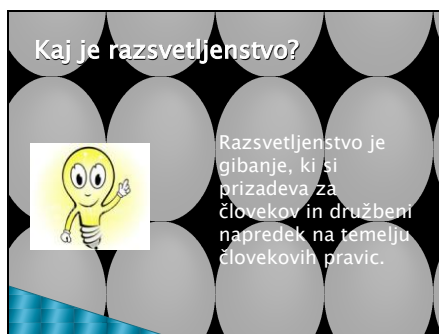 Kaj je razsvetljenstvo?
Razsvetljenstvo je
gibanje, ki si
prizadeva za
človekov in družbeni
napredek na temelju
človekovih pravic.